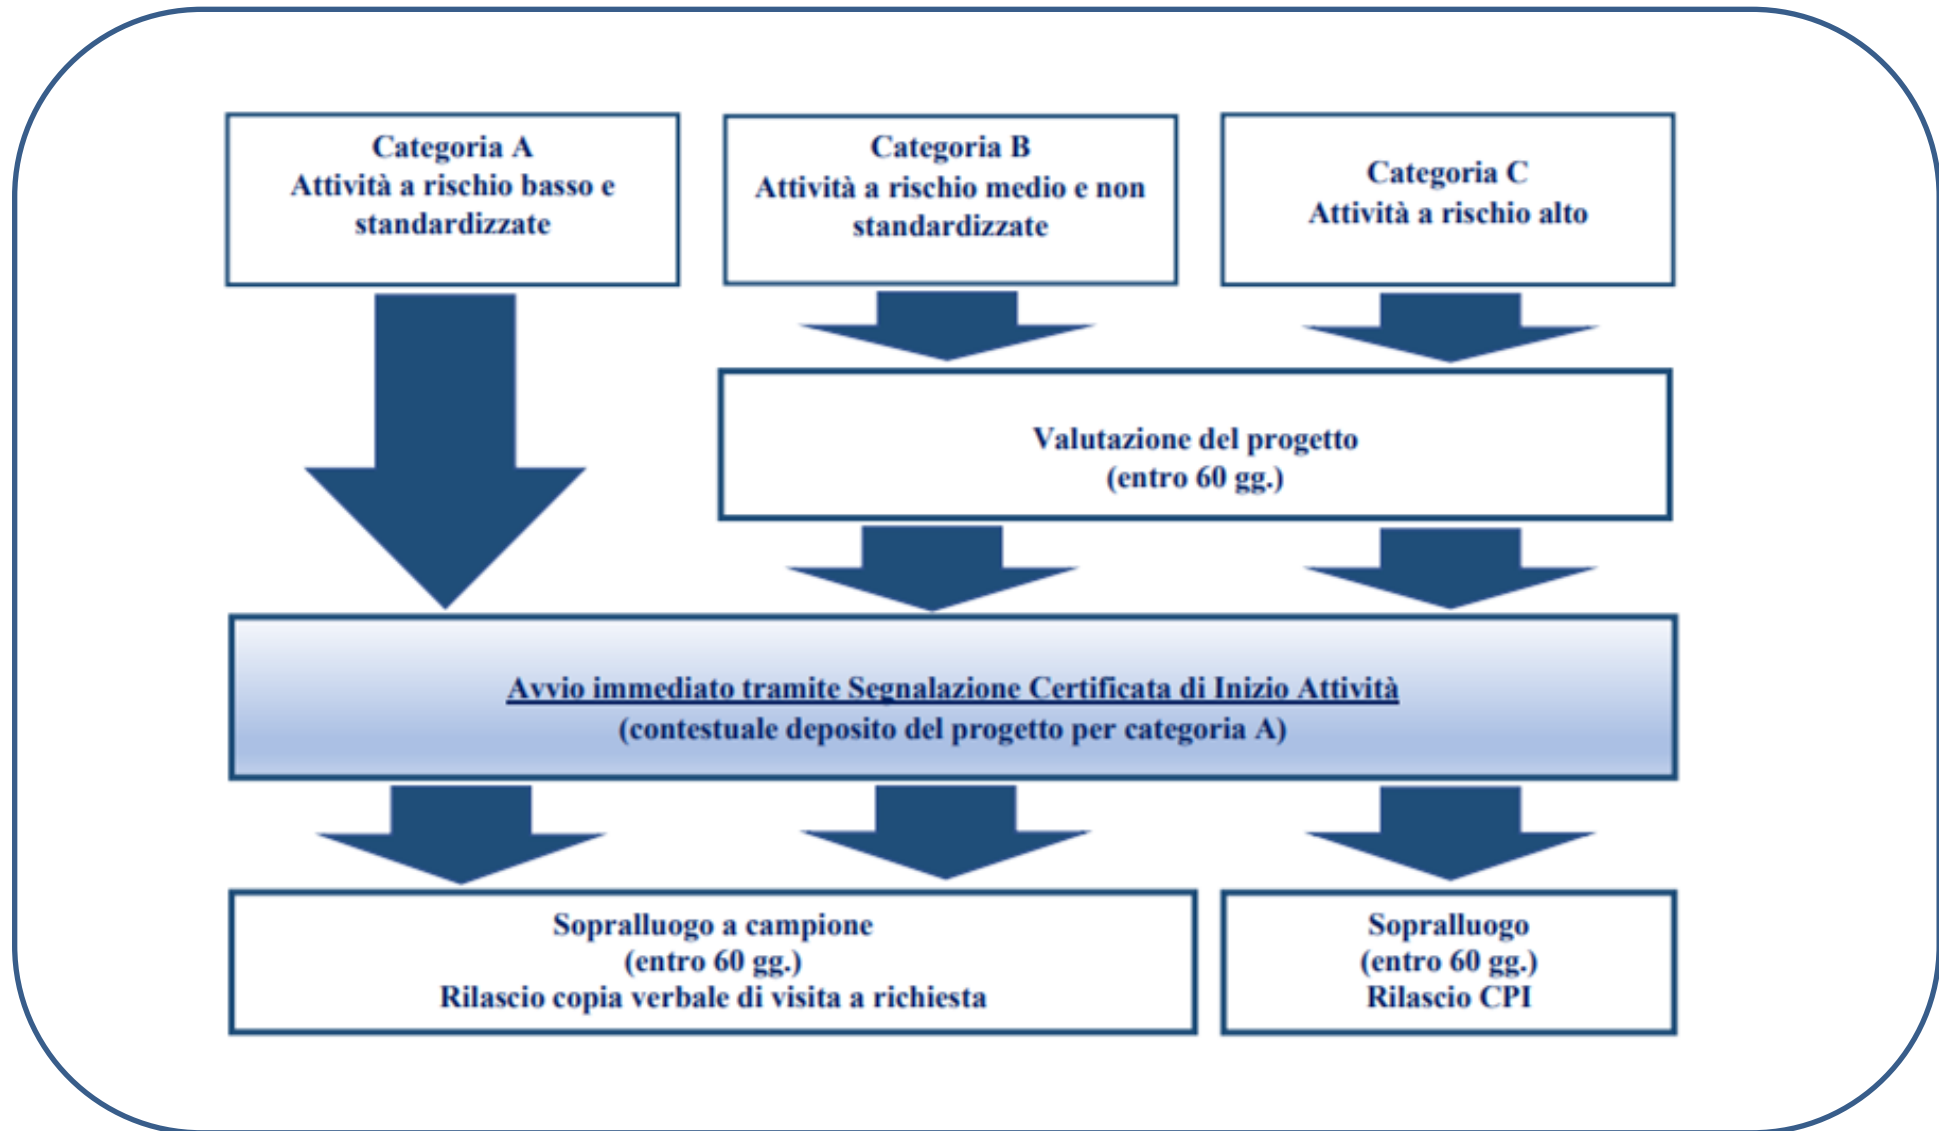 Categoria A
Attività a rischio basso e
standardizzate
Categoria B
Attività a rischio medio e non
standardizzate
Categoria C
Attività a rischio alto
Valutazione del progetto
(entro 60 gg.)
Avvio immediato tramite Segnalazione Certificata di Inizio Attività
(contestuale deposito del progetto per categoria A)
Sopralluogo a campione
(entro 60 gg.)
Rilascio copia verbale di visita a richiesta
Sopralluogo
(entro 60 gg.)
Rilascio CPI